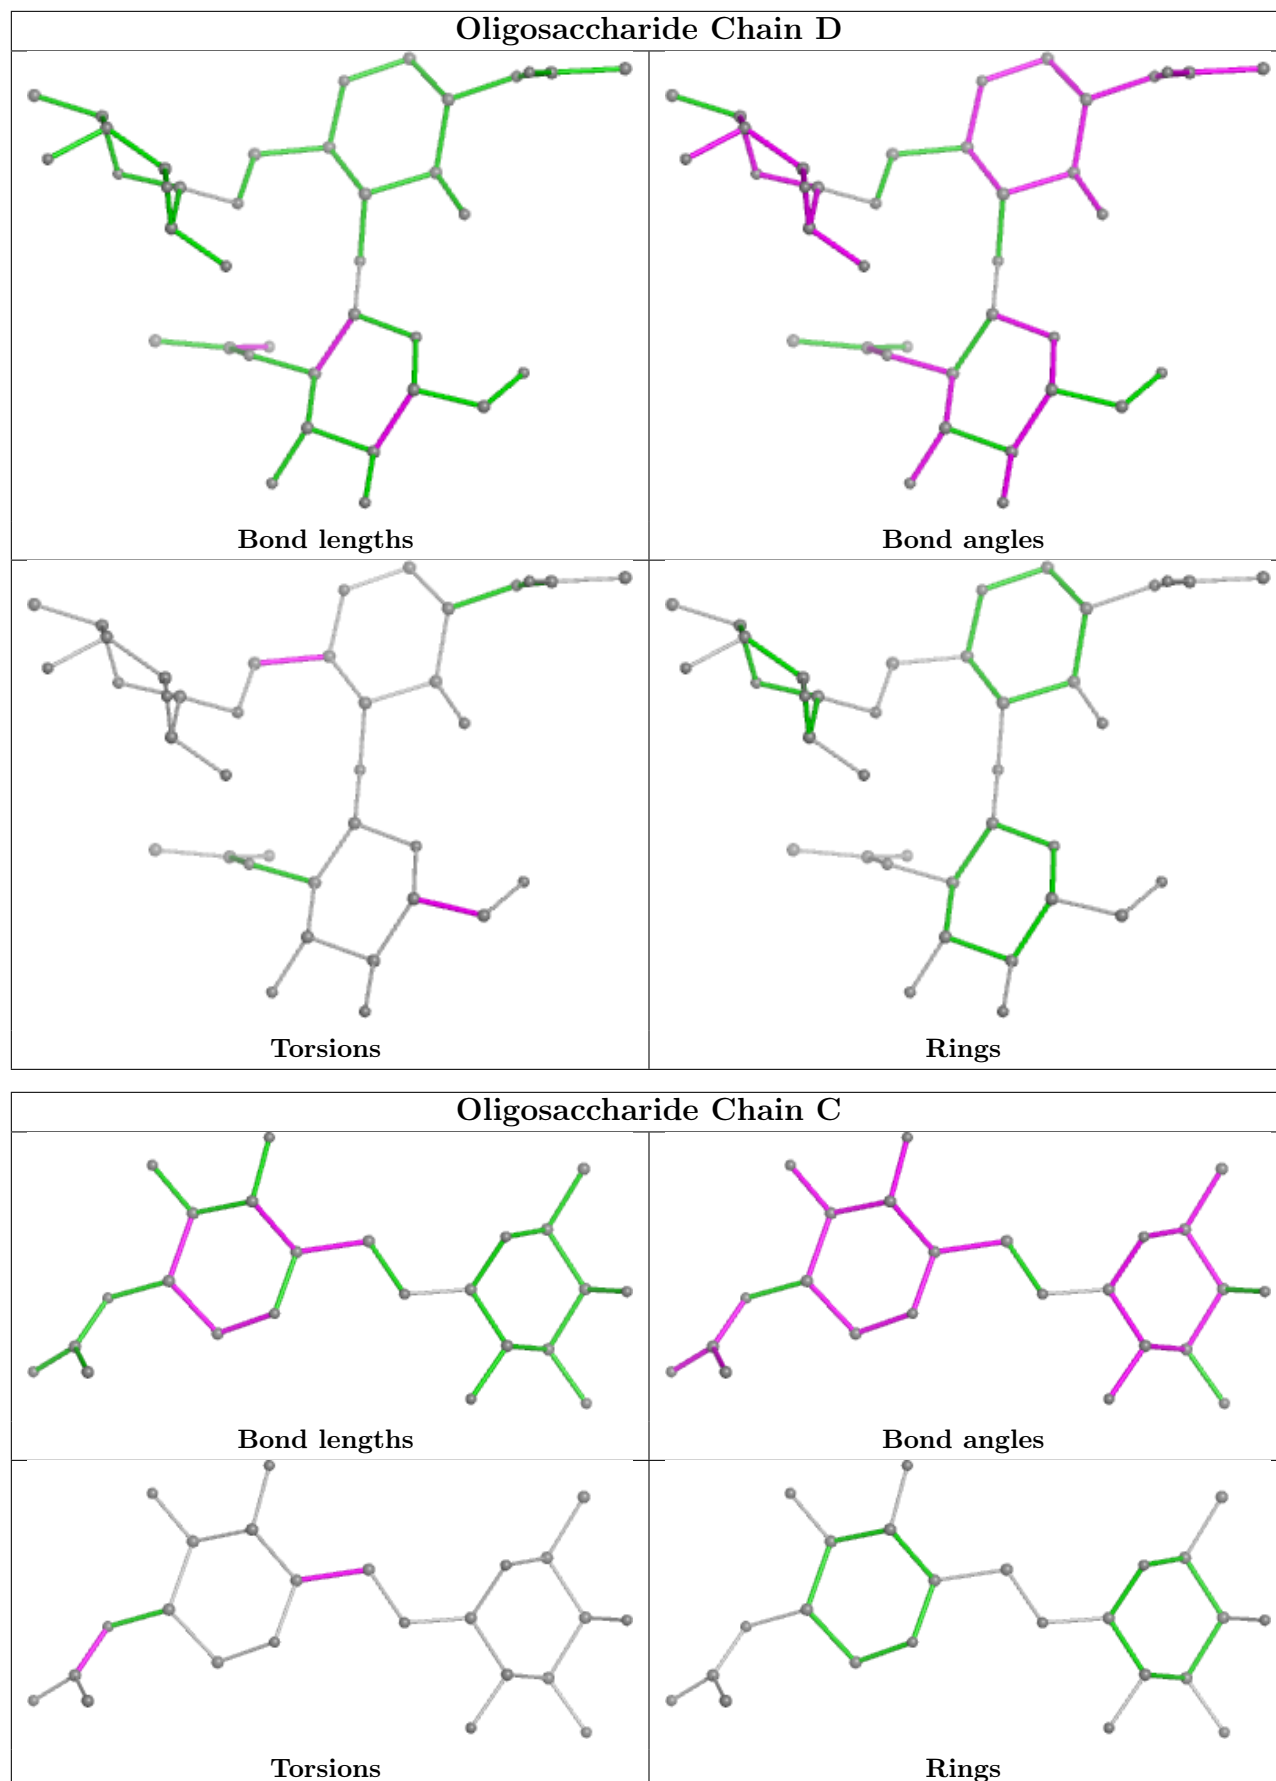 Oligosaccharide Chain D
Bond lengths
Bond angles
Torsions
Rings
Oligosaccharide Chain C
Bond lengths
Bond angles
Torsions
Rings